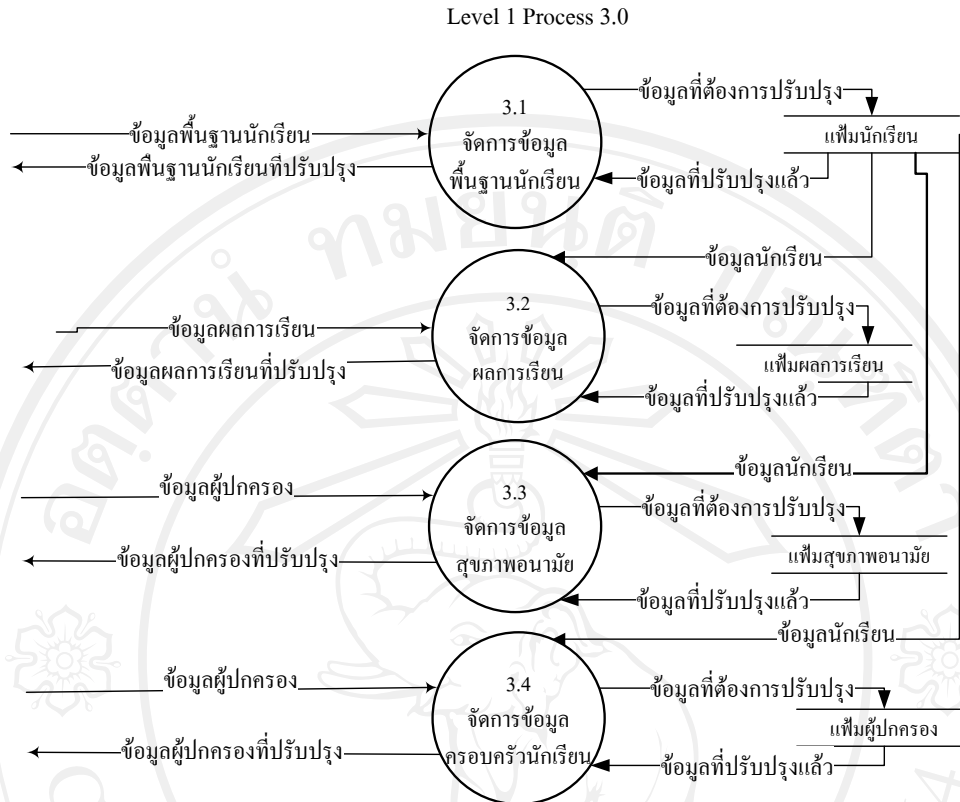 Level 1 Process 3.0
ข้อมูลที่ต้องการปรับปรุง
3.1
จัดการข้อมูล
พื้นฐานนักเรียน
แฟ้มนักเรียน
ข้อมูลพื้นฐานนักเรียน
ข้อมูลพื้นฐานนักเรียนที่ปรับปรุง
ข้อมูลที่ปรับปรุงแล้ว
ข้อมูลนักเรียน
3.2
จัดการข้อมูล
ผลการเรียน
ข้อมูลที่ต้องการปรับปรุง
ข้อมูลผลการเรียน
แฟ้มผลการเรียน
ข้อมูลผลการเรียนที่ปรับปรุง
ข้อมูลที่ปรับปรุงแล้ว
ข้อมูลนักเรียน
3.3
จัดการข้อมูล
สุขภาพอนามัย
ข้อมูลผู้ปกครอง
ข้อมูลที่ต้องการปรับปรุง
แฟ้มสุขภาพอนามัย
ข้อมูลผู้ปกครองที่ปรับปรุง
ข้อมูลที่ปรับปรุงแล้ว
ข้อมูลนักเรียน
3.4
จัดการข้อมูล
ครอบครัวนักเรียน
ข้อมูลผู้ปกครอง
ข้อมูลที่ต้องการปรับปรุง
แฟ้มผู้ปกครอง
ข้อมูลผู้ปกครองที่ปรับปรุง
ข้อมูลที่ปรับปรุงแล้ว